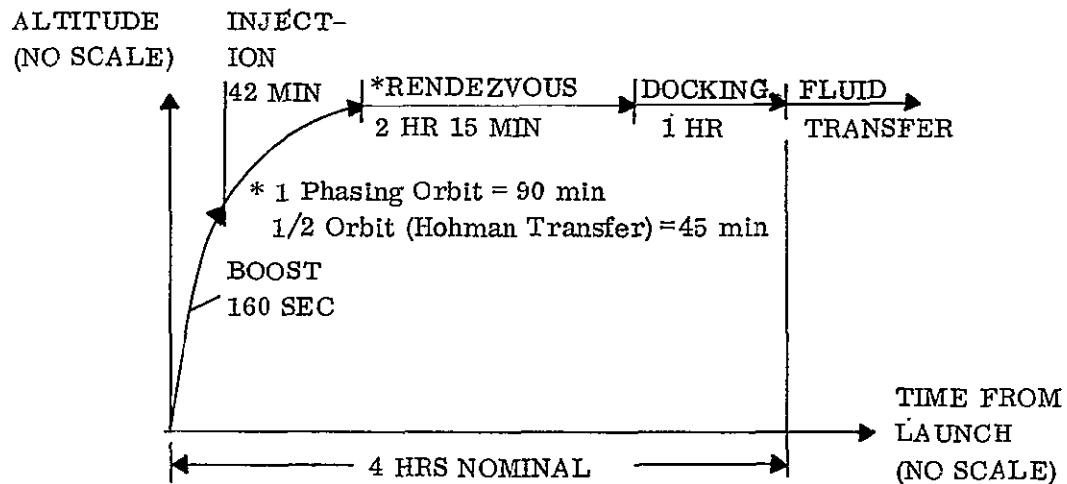 ALTITUDE
(NO SCALE)
INJECT-
ION
42 MIN
*RENDEZVOUS
2 HR 15 MIN
DOCKING
1 HR
FLUID
TRANSFER
* 1 Phasing Orbit = 90 min
1/2 Orbit (Hohman Transfer) =45 min
BOOST
160 SEC
TIME FROM
LAUNCH
(NO SCALE)
4 HRS NOMINAL